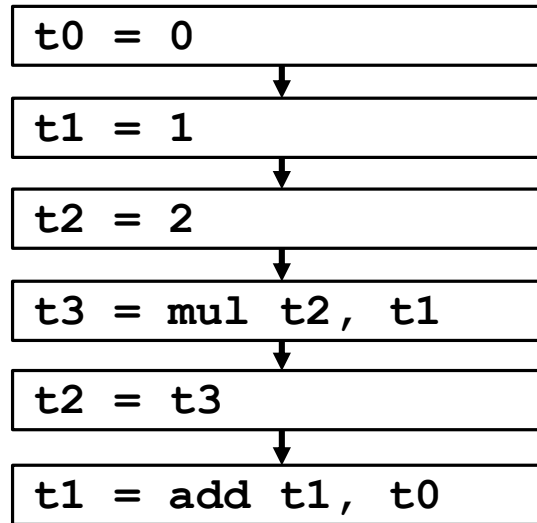 t0 = 0
t1 = 1
t2 = 2
t3 = mul t2, t1
t2 = t3
t1 = add t1, t0